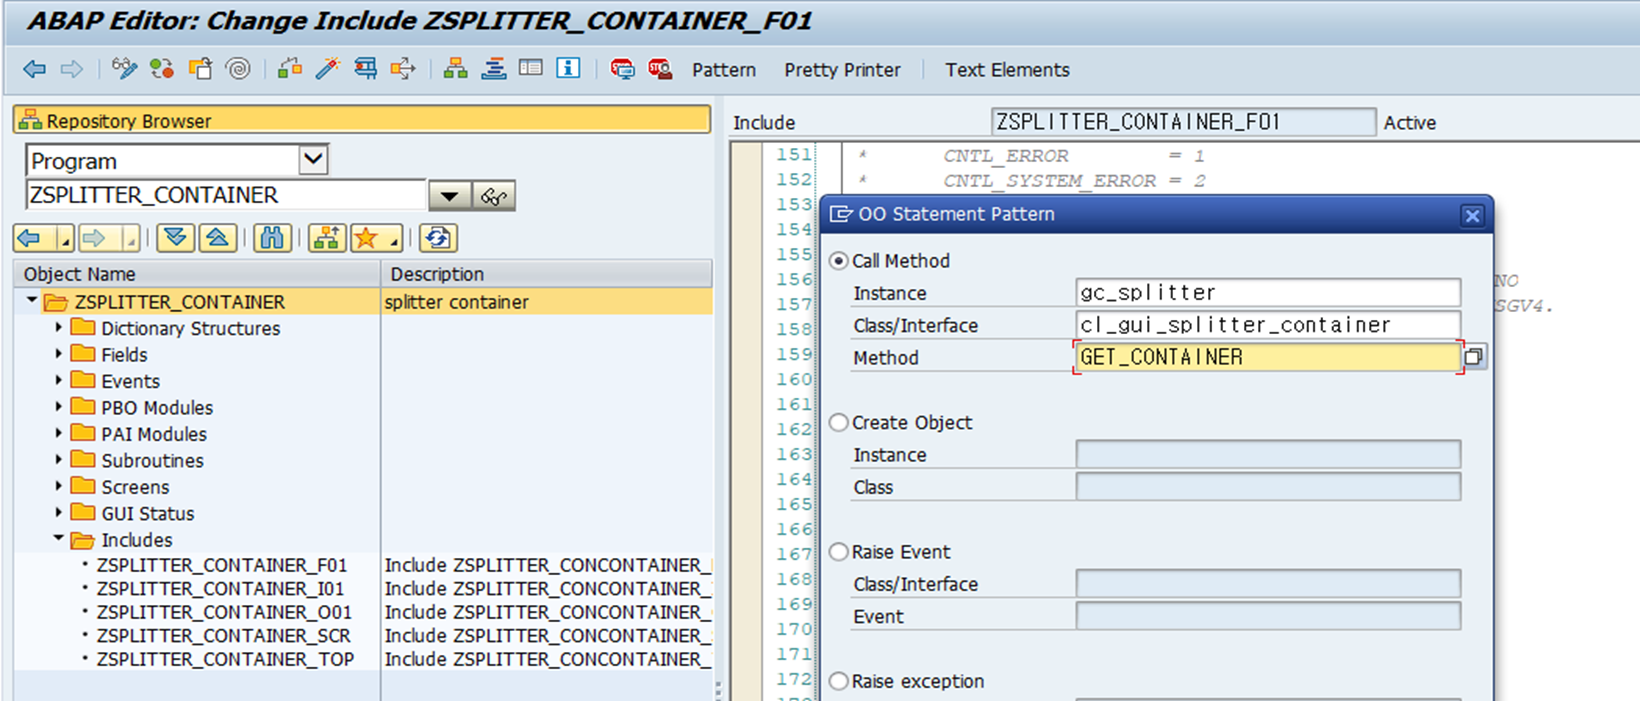 ABAP Editor: Change Include ZSPLITTER_CONTAINER_F01
Pattern Pretty Printer Text Elements
Repository Browser
Program
ZSPLITTER_CONTAINER
Object Name Description
ZSPLITTER_CONTAINER splitter container
Dictionary Structures
Fields
Events
PBO Modules
PAI Modules
Subroutines
Screens
GUI Status
Includes
ZSPLITTER_CONTAINER_F01 Include ZSPLITTER_CONCONTAINER_
ZSPLITTER_CONTAINER_I01 Include ZSPLITTER_CONCONTAINER_
ZSPLITTER_CONTAINER_O01 Include ZSPLITTER_CONCONTAINER_
ZSPLITTER_CONTAINER_SCR Include ZSPLITTER_CONCONTAINER_
ZSPLITTER_CONTAINER_TOP Include ZSPLITTER_CONCONTAINER_
Include ZSPLITTER_CONTAINER_F01 Active
151 * CNTL_ERROR = 1
152 * CNTL_SYSTEM_ERROR = 2
153
154
155
156 NO
157 SGV4.
158
159
160
161
162
163
164
165
166
167
168
169
170
171
172
OO Statement Pattern
Call Method
Instance gc_splitter
Class/Interface cl_gui_splitter_container
Method GET_CONTAINER
Create Object
Instance
Class
Raise Event
Class/Interface
Event
Raise exception